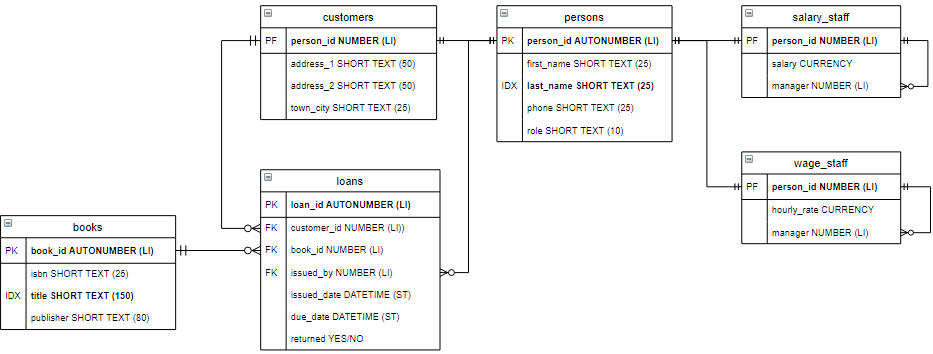 customers
PF person_id NUMBER (LI)
address_1 SHORT TEXT (50)
address_2 SHORT TEXT (50)
town_city SHORT TEXT (25)
persons
PK person_id AUTONUMBER (LI)
first_name SHORT TEXT (25)
IDX last_name SHORT TEXT (25)
phone SHORT TEXT (25)
role SHORT TEXT (10)
salary_staff
PF person_id NUMBER (LI)
salary CURRENCY
manager NUMBER (LI)
wage_staff
PF person_id NUMBER (LI)
hourly_rate CURRENCY
manager NUMBER (LI)
loans
PK loan_id AUTONUMBER (LI)
FK customer_id NUMBER (LI))
FK book_id NUMBER (LI)
FK issued_by NUMBER (LI)
issued_date DATETIME (ST)
due_date DATETIME (ST)
returned YES/NO
books
PK book_id AUTONUMBER (LI)
isbn SHORT TEXT (25)
IDX title SHORT TEXT (150)
publisher SHORT TEXT (80)